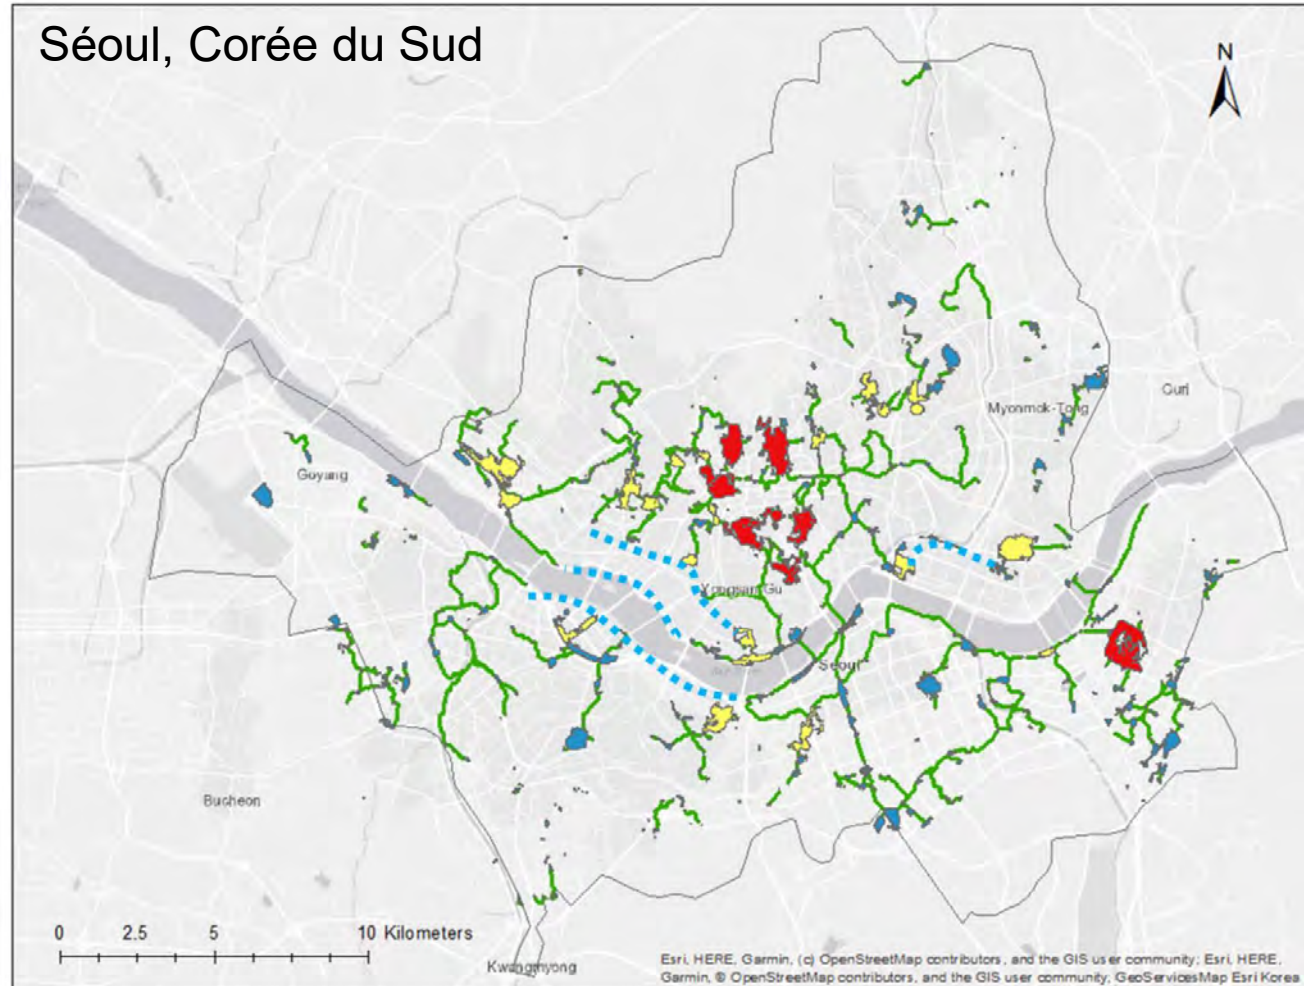 Séoul, Corée du Sud
N
Guri
Myonmok-Tong
Goyang
Yongsan Gu
Seoul
Bucheon
0 2.5 5 10 Kilometers
Kwangmyong
Esri, HERE, Garmin, (c) OpenStreetMap contributors, and the GIS user community; Esri, HERE,
Garmin, © OpenStreetMap contributors, and the GIS user community, GeoServicesMap Esri Korea